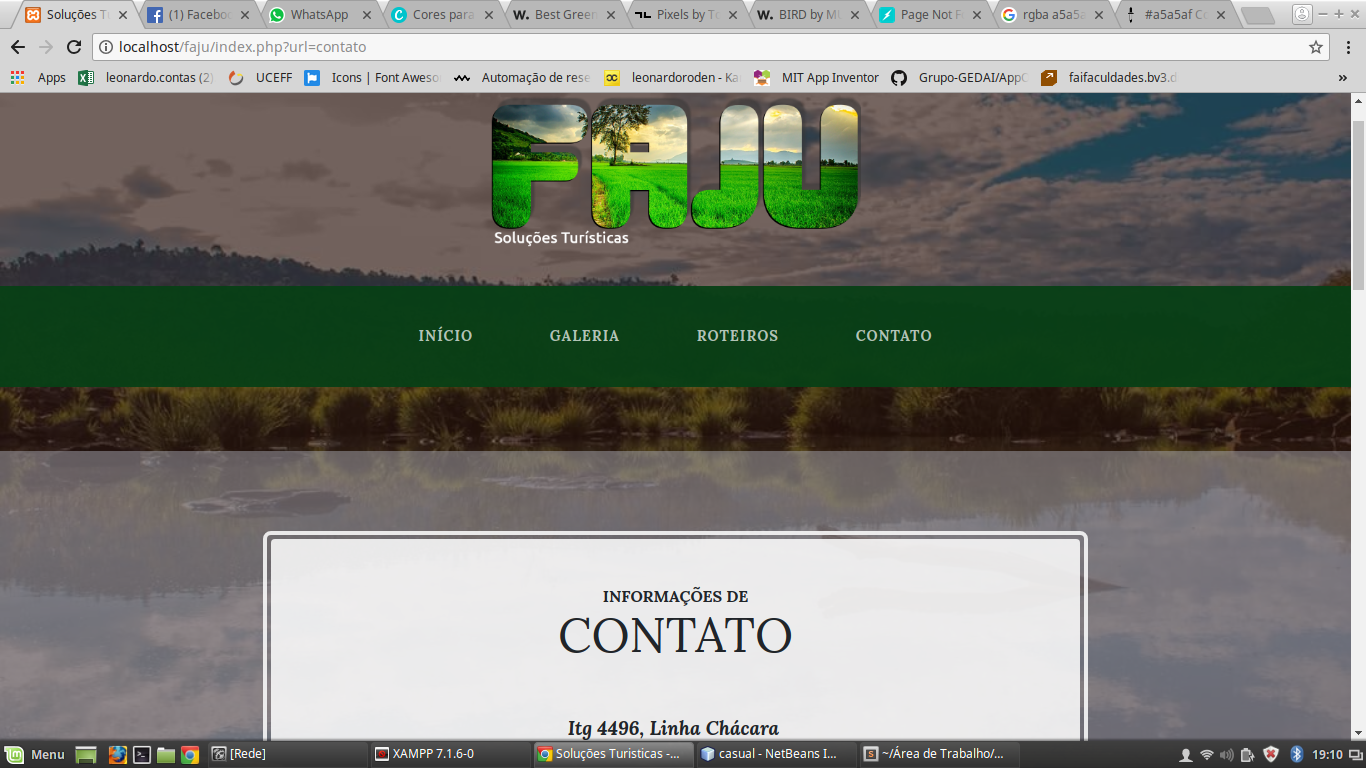 Soluções T
(1) Facebo
WhatsApp
Cores para
Best Green
Pixels by Te
BIRD by MU
Page Not F
rgba a5a5a
#a5a5af Co
localhost/faju/index.php?url=contato
Apps
leonardo.contas (2)
UCEFF
Icons | Font Aweso
Automação de rese
leonardoroden - Ka
MIT App Inventor
Grupo-GEDAI/AppC
faifaculdades.bv3.d
»
FAJU
Soluções Turísticas
INÍCIO
GALERIA
ROTEIROS
CONTATO
INFORMAÇÕES DE
CONTATO
Itg 4496, Linha Chácara
Menu
[Rede]
XAMPP 7.1.6-0
Soluções Turisticas -...
casual - NetBeans I...
~/Área de Trabalho/...
19:10